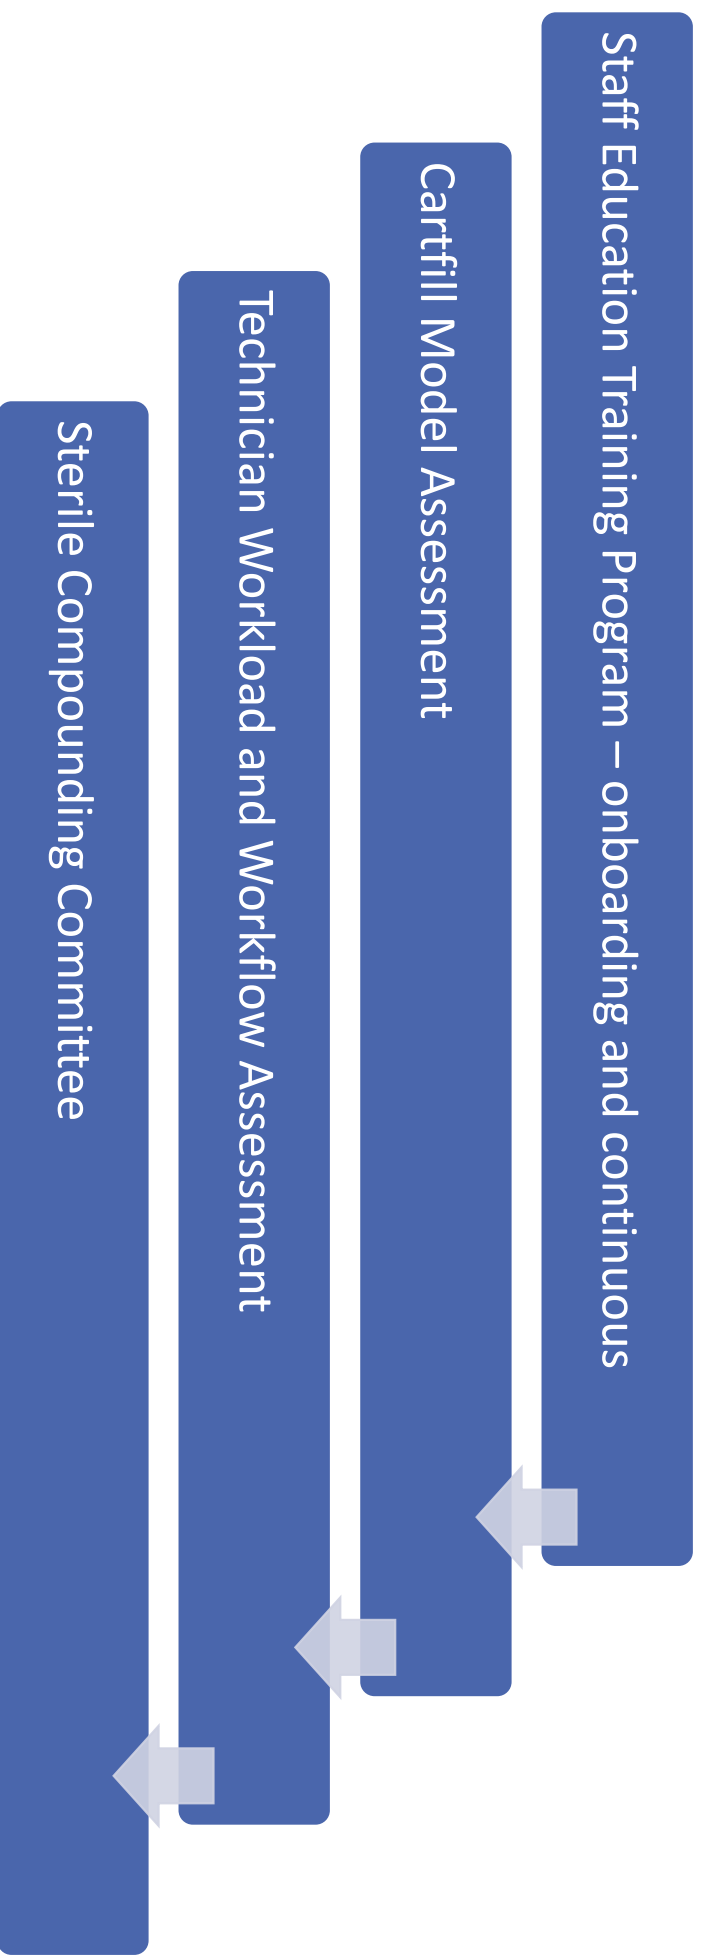 Staff Education Training Program – onboarding and continuous
Cartfill Model Assessment
Technician Workload and Workflow Assessment
Sterile Compounding Committee